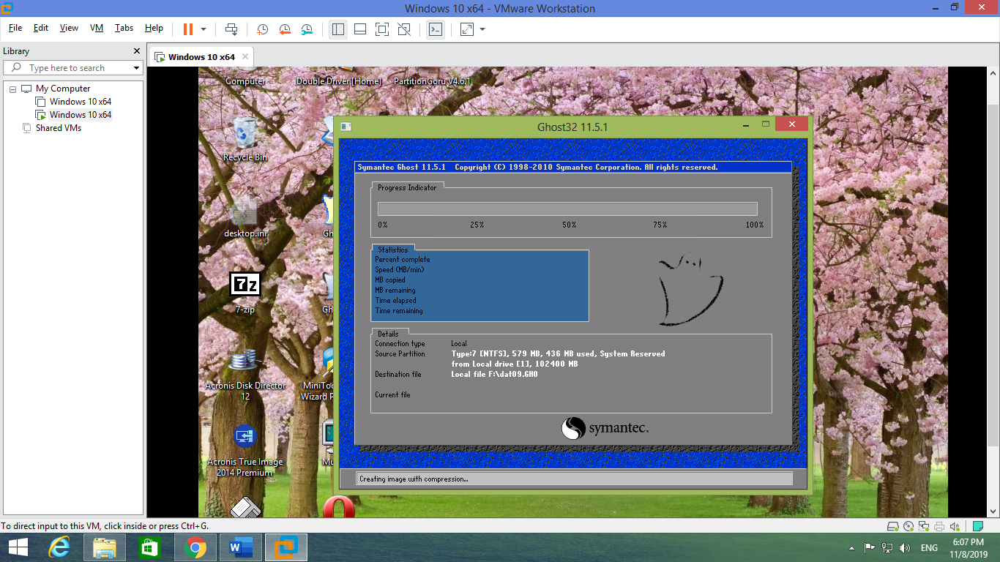 Windows 10 x64 - VMware Workstation
File Edit View VM Tabs Help
Library
Type here to search
My Computer
Windows 10 x64
Windows 10 x64
Shared VMs
Windows 10 x64
Computer
Double Driver [Home]
PartitionGuru V4.6.1
Recycle Bin
desktop.ini
Gh
7-zip
Gh
Acronis Disk Director
12
MiniToo
Wizard P
Acronis True Image
2014 Premium
Mu
Ghost32 11.5.1
Symantec Ghost 11.5.1 Copyright (C) 1998-2010 Symantec Corporation. All rights reserved.
Progress Indicator
0% 25% 50% 75% 100%
Statistics
Percent complete
Speed (MB/min)
MB copied
MB remaining
Time elapsed
Time remaining
Details
Connection type Local
Source Partition Type:7 [NTFS], 579 MB, 436 MB used, System Reserved
from Local drive [1], 102400 MB
Destination file Local file F:\dat09.GHO
Current file
symantec.
Creating image with compression...
To direct input to this VM, click inside or press Ctrl+G.
ENG
6:07 PM
11/8/2019